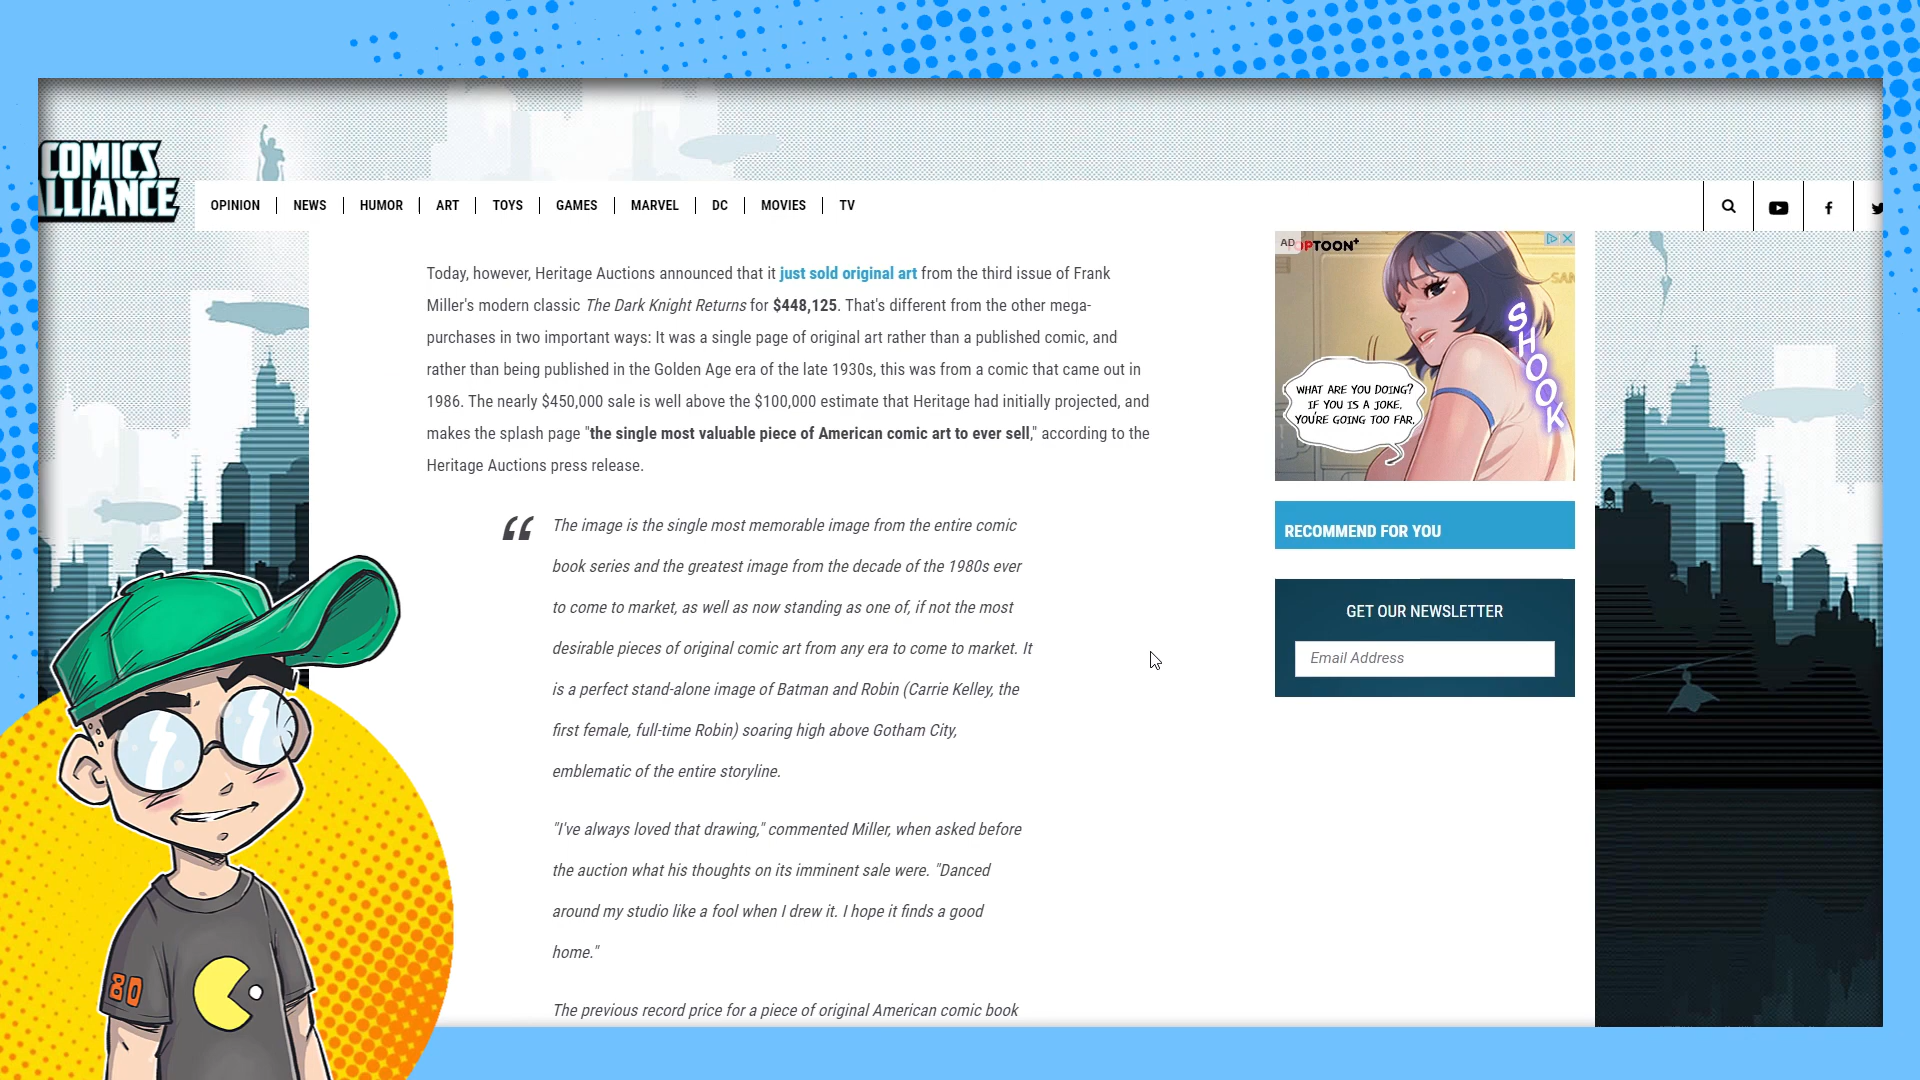 COMICS
ALLIANCE
OPINION
NEWS
HUMOR
ART
TOYS
GAMES
MARVEL
DC
MOVIES
TV
Today, however, Heritage Auctions announced that it just sold original art from the third issue of Frank
Miller's modern classic The Dark Knight Returns for $448,125. That's different from the other mega-
purchases in two important ways: It was a single page of original art rather than a published comic, and
rather than being published in the Golden Age era of the late 1930s, this was from a comic that came out in
1986. The nearly $450,000 sale is well above the $100,000 estimate that Heritage had initially projected, and
makes the splash page "the single most valuable piece of American comic art to ever sell," according to the
Heritage Auctions press release.
“
The image is the single most memorable image from the entire comic
book series and the greatest image from the decade of the 1980s ever
to come to market, as well as now standing as one of, if not the most
desirable pieces of original comic art from any era to come to market. It
is a perfect stand-alone image of Batman and Robin (Carrie Kelley, the
first female, full-time Robin) soaring high above Gotham City,
emblematic of the entire storyline.
"I've always loved that drawing," commented Miller, when asked before
the auction what his thoughts on its imminent sale were. "Danced
around my studio like a fool when I drew it. I hope it finds a good
home."
The previous record price for a piece of original American comic book
AD
OPTOON+
SHOOK
WHAT ARE YOU DOING?
IF YOU IS A JOKE,
YOU'RE GOING TOO FAR.
RECOMMEND FOR YOU
GET OUR NEWSLETTER
Email Address
80